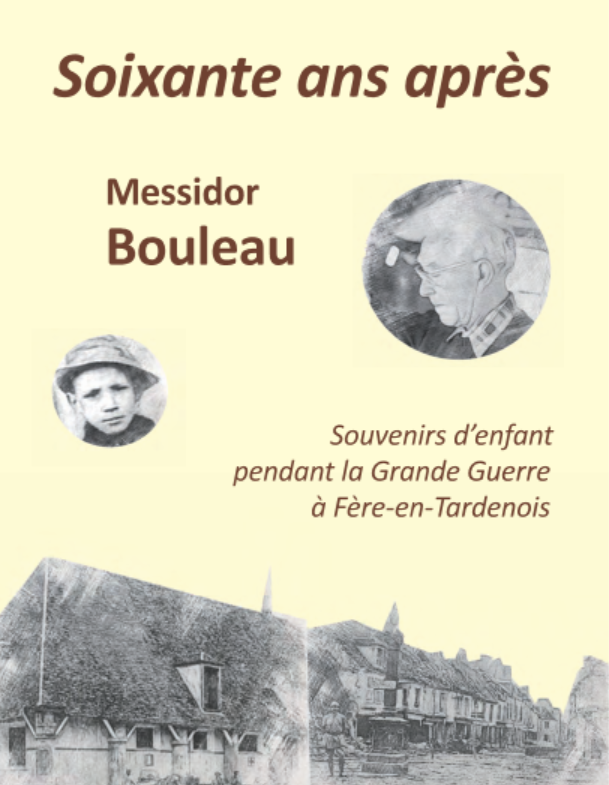 Soixante ans après
Messidor
Bouleau
Souvenirs d'enfant
pendant la Grande Guerre
à Fère-en-Tardenois